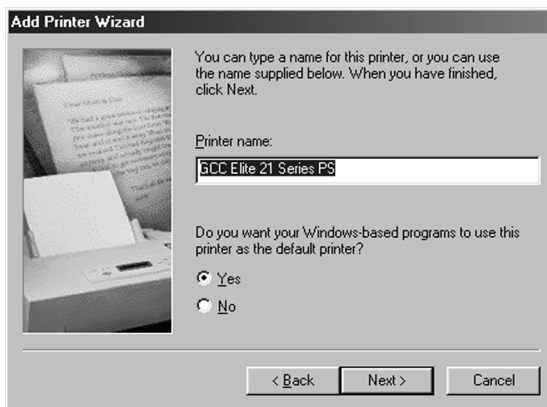 Add Printer Wizard
You can type a name for this printer, or you can use
the name supplied below. When you have finished,
click Next.
Printer name:
GCC Elite 21 Series PS
Do you want your Windows-based programs to use this
printer as the default printer?
Yes
No
< Back
Next >
Cancel